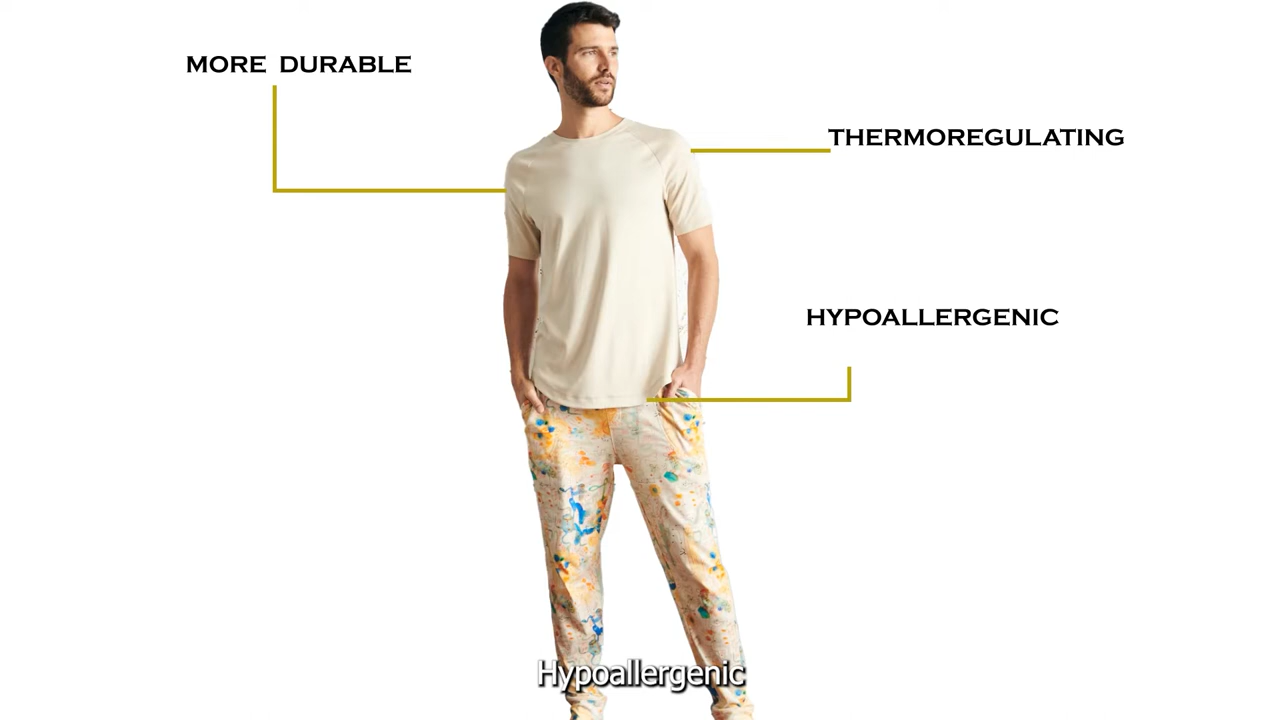 MORE DURABLE
THERMOREGULATING
HYPOALLERGENIC
Hypoallergenic